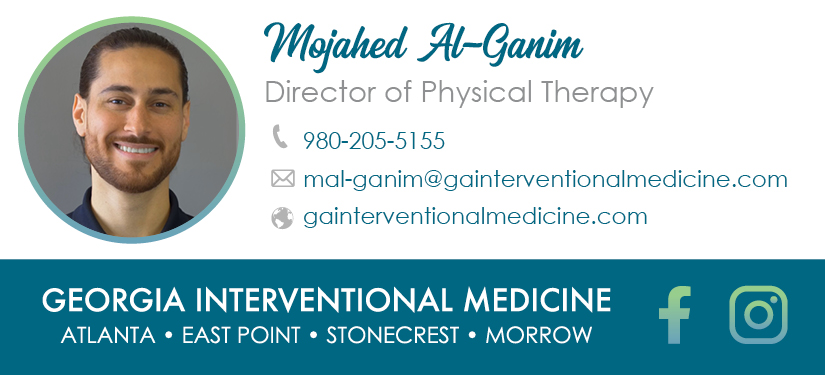 Mojahed Al-Ganim
Director of Physical Therapy
980-205-5155
mal-ganim@gainterventionalmedicine.com
gainterventionalmedicine.com
GEORGIA INTERVENTIONAL MEDICINE
ATLANTA • EAST POINT • STONECREST • MORROW